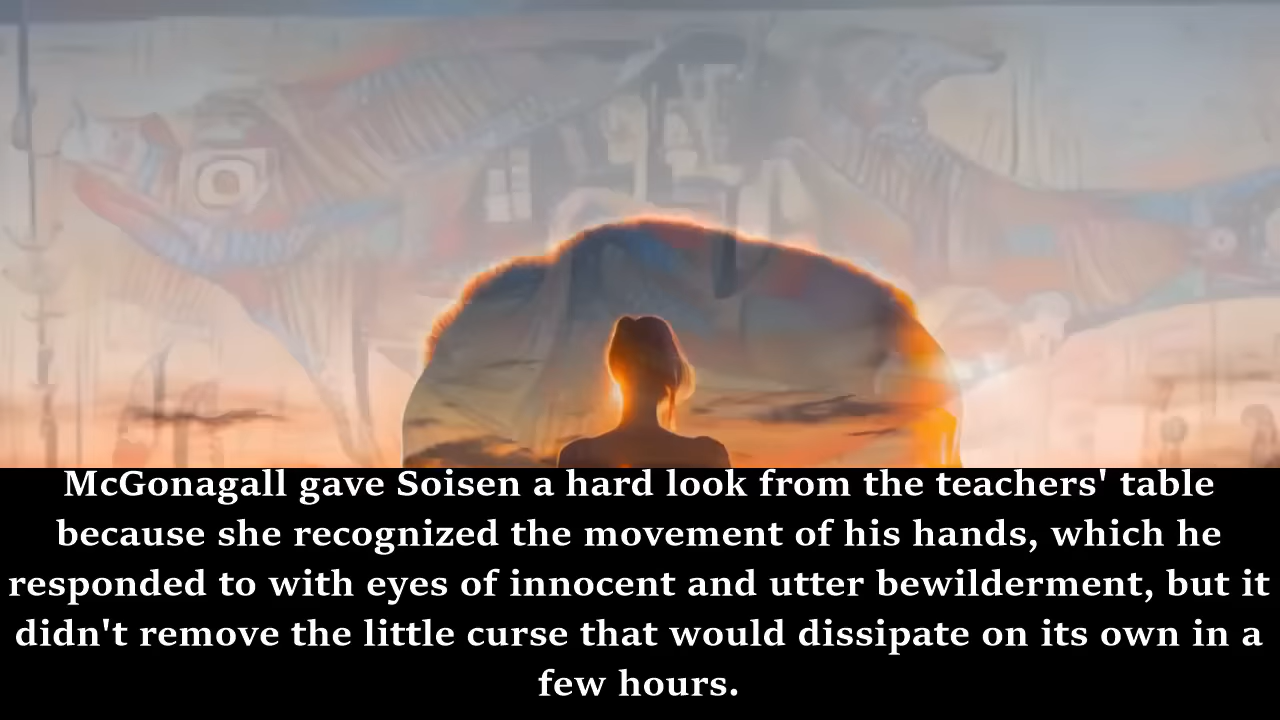 McGonagall gave Soisen a hard look from the teachers' table
because she recognized the movement of his hands, which he
responded to with eyes of innocent and utter bewilderment, but it
didn't remove the little curse that would dissipate on its own in a
few hours.